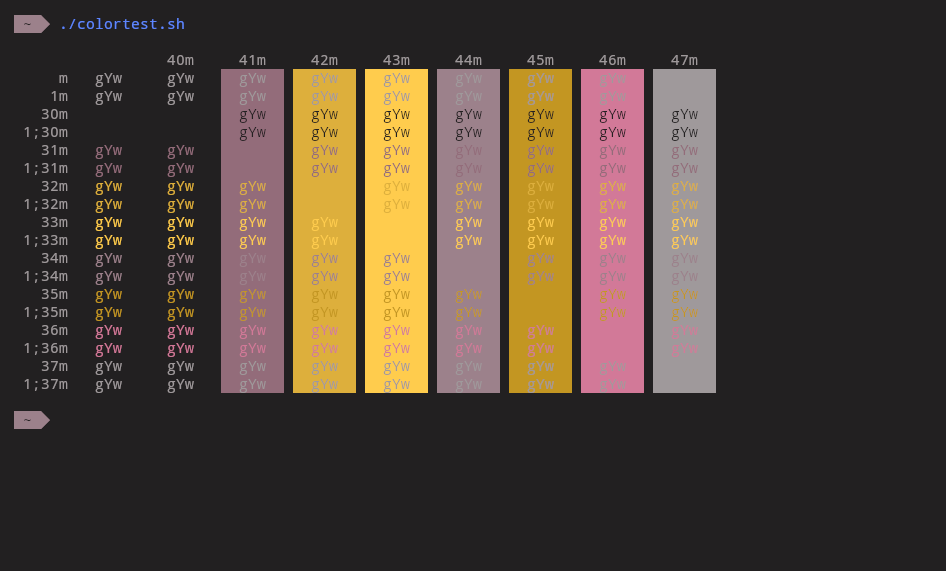 ~ ./colortest.sh
40m 41m 42m 43m 44m 45m 46m 47m
m gYw gYw gYw gYw gYw gYw gYw gYw
1m gYw gYw gYw gYw gYw gYw gYw gYw
30m gYw gYw gYw gYw gYw gYw gYw
1;30m gYw gYw gYw gYw gYw gYw gYw
31m gYw gYw gYw gYw gYw gYw gYw gYw
1;31m gYw gYw gYw gYw gYw gYw gYw gYw
32m gYw gYw gYw gYw gYw gYw gYw gYw
1;32m gYw gYw gYw gYw gYw gYw gYw gYw
33m gYw gYw gYw gYw gYw gYw gYw gYw
1;33m gYw gYw gYw gYw gYw gYw gYw gYw
34m gYw gYw gYw gYw gYw gYw gYw gYw
1;34m gYw gYw gYw gYw gYw gYw gYw gYw
35m gYw gYw gYw gYw gYw gYw gYw gYw
1;35m gYw gYw gYw gYw gYw gYw gYw gYw
36m gYw gYw gYw gYw gYw gYw gYw gYw
1;36m gYw gYw gYw gYw gYw gYw gYw gYw
37m gYw gYw gYw gYw gYw gYw gYw gYw
1;37m gYw gYw gYw gYw gYw gYw gYw gYw
~